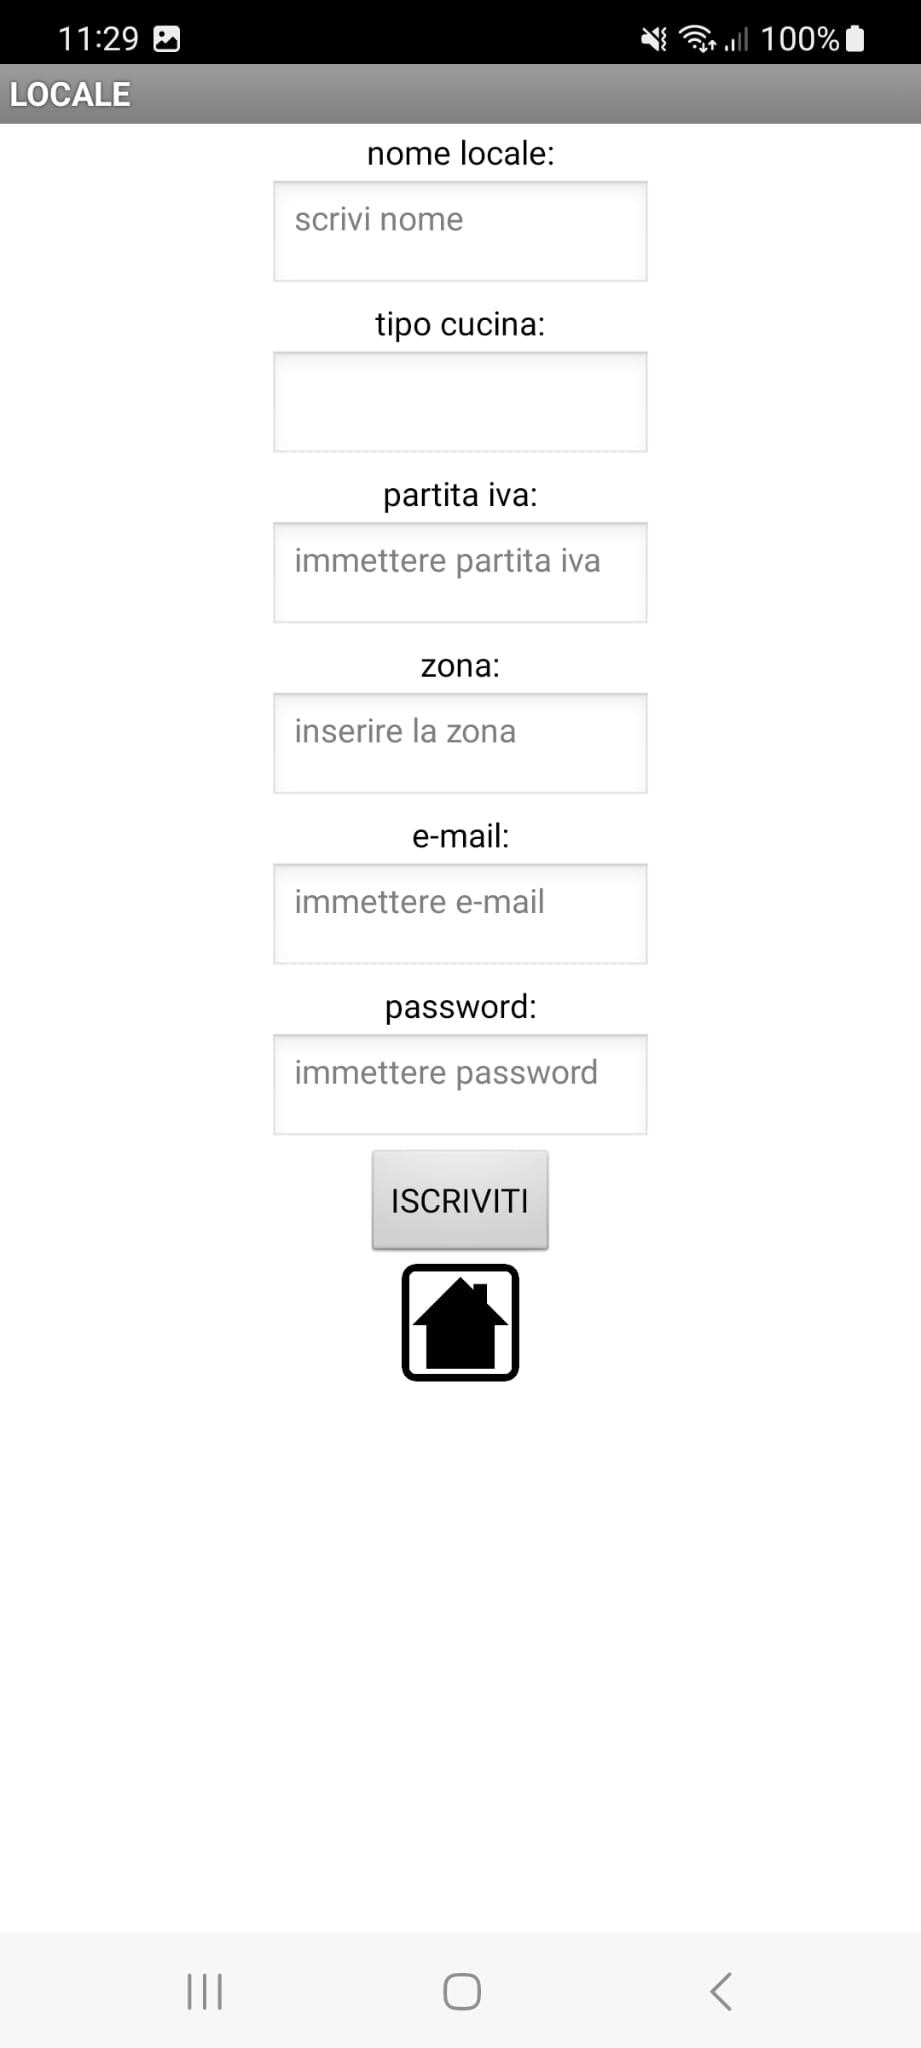 11:29
100%
LOCALE
nome locale:
scrivi nome
tipo cucina:
partita iva:
immettere partita iva
zona:
inserire la zona
e-mail:
immettere e-mail
password:
immettere password
ISCRIVITI